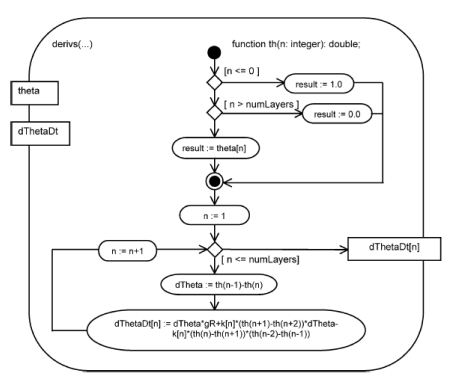 derivs(...)
function th(n: integer): double;
[n <= 0 ]
theta
result := 1.0
[ n > numLayers ]
result := 0.0
dThetaDt
result := theta[n]
n := 1
n := n+1
dThetaDt[n]
[ n <= numLayers]
dTheta := th(n-1)-th(n)
dThetaDt[n] := dTheta*gR+k[n]*(th(n+1)-th(n+2))*dTheta-
k[n]*(th(n)-th(n+1))*(th(n-2)-th(n-1))